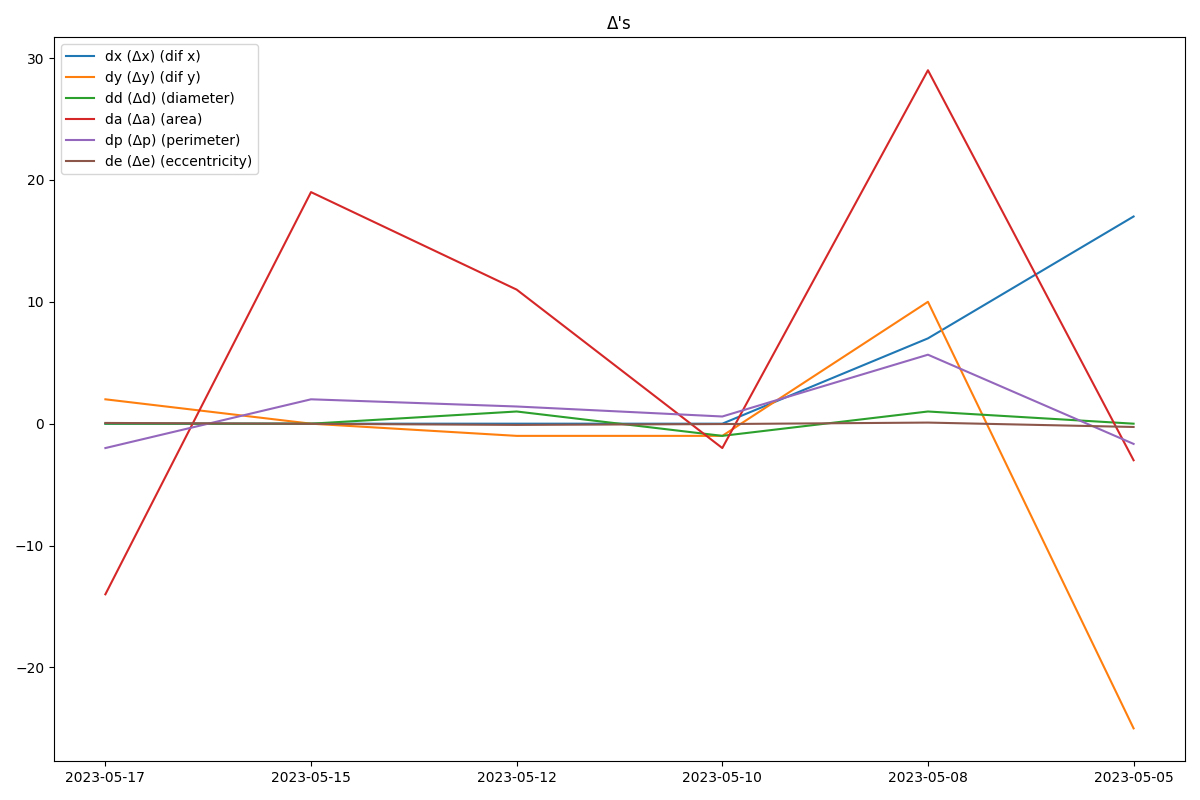 Δ's
dx (Δx) (dif x)
dy (Δy) (dif y)
dd (Δd) (diameter)
da (Δa) (area)
dp (Δp) (perimeter)
de (Δe) (eccentricity)
30
20
10
0
−10
−20
2023-05-17 2023-05-15 2023-05-12 2023-05-10 2023-05-08 2023-05-05